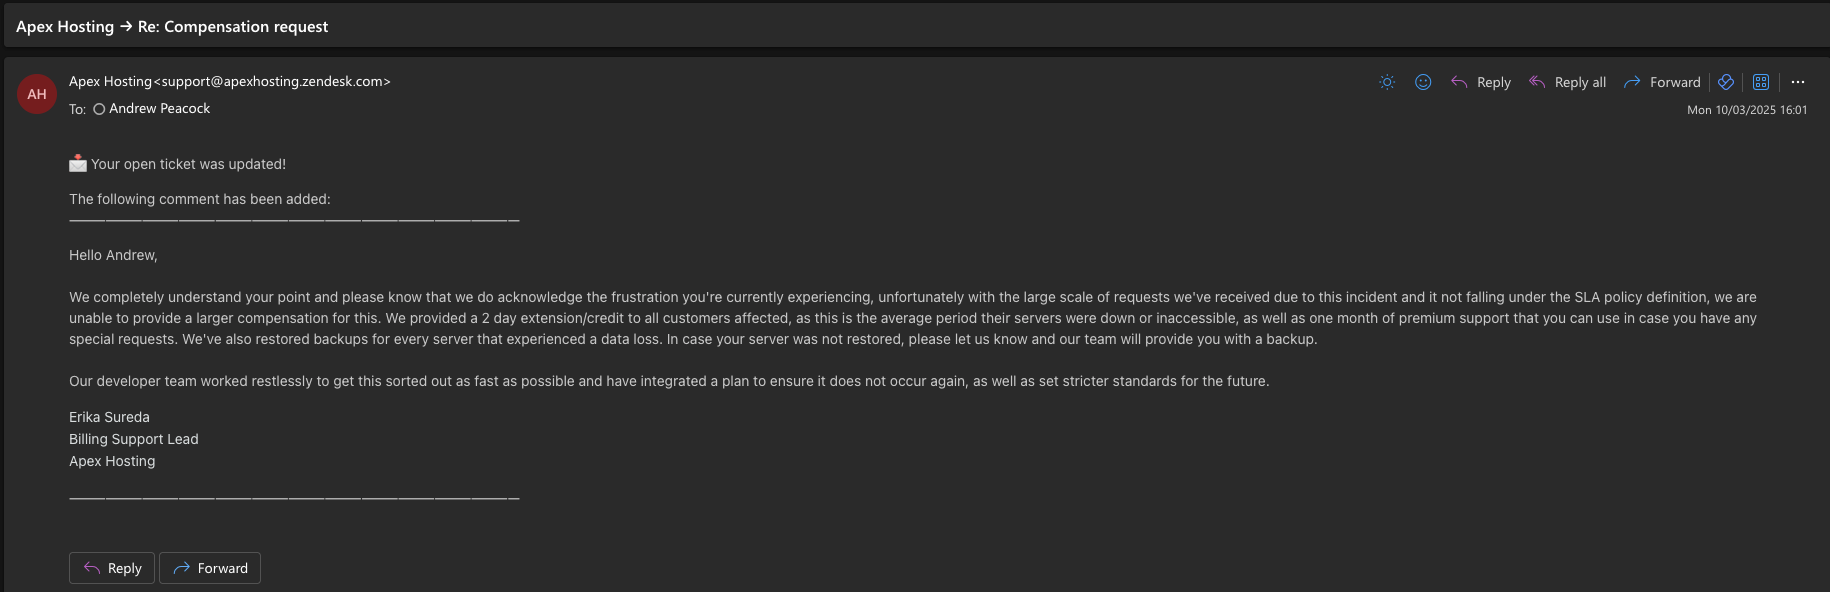 Apex Hosting → Re: Compensation request
AH
Apex Hosting<support@apexhosting.zendesk.com>
Reply
Reply all
Forward
To: Andrew Peacock
Mon 10/03/2025 16:01
📩 Your open ticket was updated!
The following comment has been added:
Hello Andrew,
We completely understand your point and please know that we do acknowledge the frustration you're currently experiencing, unfortunately with the large scale of requests we've received due to this incident and it not falling under the SLA policy definition, we are
unable to provide a larger compensation for this. We provided a 2 day extension/credit to all customers affected, as this is the average period their servers were down or inaccessible, as well as one month of premium support that you can use in case you have any
special requests. We've also restored backups for every server that experienced a data loss. In case your server was not restored, please let us know and our team will provide you with a backup.
Our developer team worked restlessly to get this sorted out as fast as possible and have integrated a plan to ensure it does not occur again, as well as set stricter standards for the future.
Erika Sureda
Billing Support Lead
Apex Hosting
Reply
Forward